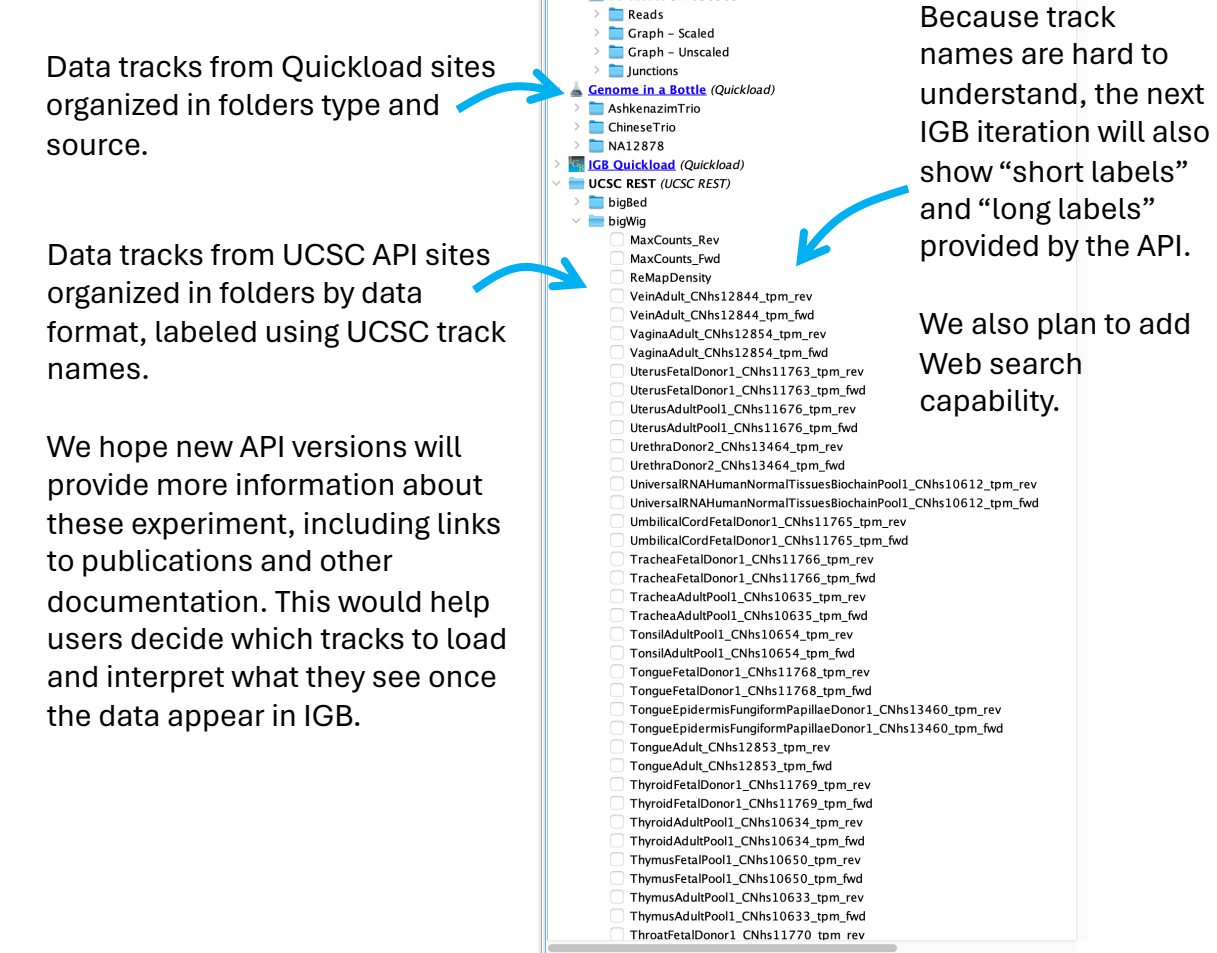 Data tracks from Quickload sites
organized in folders type and
source.
Data tracks from UCSC API sites
organized in folders by data
format, labeled using UCSC track
names.
We hope new API versions will
provide more information about
these experiment, including links
to publications and other
documentation. This would help
users decide which tracks to load
and interpret what they see once
the data appear in IGB.
Reads
Graph – Scaled
Graph – Unscaled
Junctions
Genome in a Bottle (Quickload)
AshkenazimTrio
ChineseTrio
NA12878
IGB Quickload (Quickload)
UCSC REST (UCSC REST)
bigBed
bigWig
MaxCounts_Rev
MaxCounts_Fwd
ReMapDensity
VeinAdult_CNhs12844_tpm_rev
VeinAdult_CNhs12844_tpm_fwd
VaginaAdult_CNhs12854_tpm_rev
VaginaAdult_CNhs12854_tpm_fwd
UterusFetalDonor1_CNhs11763_tpm_rev
UterusFetalDonor1_CNhs11763_tpm_fwd
UterusAdultPool1_CNhs11676_tpm_rev
UterusAdultPool1_CNhs11676_tpm_fwd
UrethraDonor2_CNhs13464_tpm_rev
UrethraDonor2_CNhs13464_tpm_fwd
UniversalRNAHumanNormalTissuesBiochainPool1_CNhs10612_tpm_rev
UniversalRNAHumanNormalTissuesBiochainPool1_CNhs10612_tpm_fwd
UmbilicalCordFetalDonor1_CNhs11765_tpm_rev
UmbilicalCordFetalDonor1_CNhs11765_tpm_fwd
TracheaFetalDonor1_CNhs11766_tpm_rev
TracheaFetalDonor1_CNhs11766_tpm_fwd
TracheaAdultPool1_CNhs10635_tpm_rev
TracheaAdultPool1_CNhs10635_tpm_fwd
TonsilAdultPool1_CNhs10654_tpm_rev
TonsilAdultPool1_CNhs10654_tpm_fwd
TongueFetalDonor1_CNhs11768_tpm_rev
TongueFetalDonor1_CNhs11768_tpm_fwd
TongueEpidermisFungiformPapillaeDonor1_CNhs13460_tpm_rev
TongueEpidermisFungiformPapillaeDonor1_CNhs13460_tpm_fwd
TongueAdult_CNhs12853_tpm_rev
TongueAdult_CNhs12853_tpm_fwd
ThyroidFetalDonor1_CNhs11769_tpm_rev
ThyroidFetalDonor1_CNhs11769_tpm_fwd
ThyroidAdultPool1_CNhs10634_tpm_rev
ThyroidAdultPool1_CNhs10634_tpm_fwd
ThymusFetalPool1_CNhs10650_tpm_rev
ThymusFetalPool1_CNhs10650_tpm_fwd
ThymusAdultPool1_CNhs10633_tpm_rev
ThymusAdultPool1_CNhs10633_tpm_fwd
ThroatFetalDonor1_CNhs11770_tpm_rev
Because track
names are hard to
understand, the next
IGB iteration will also
show “short labels”
and “long labels”
provided by the API.
We also plan to add
Web search
capability.